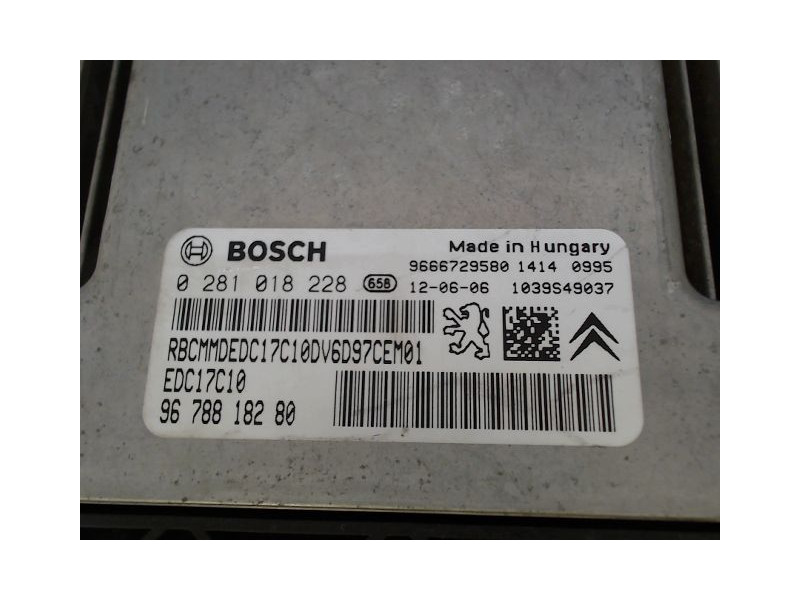 BOSCH
Made in Hungary
9666729580 1414 0995
0 281 018 228 658 12-06-06 1039S49037
RBCMMDEDC17C10DV6D97CEM01
EDC17C10
96 788 182 80